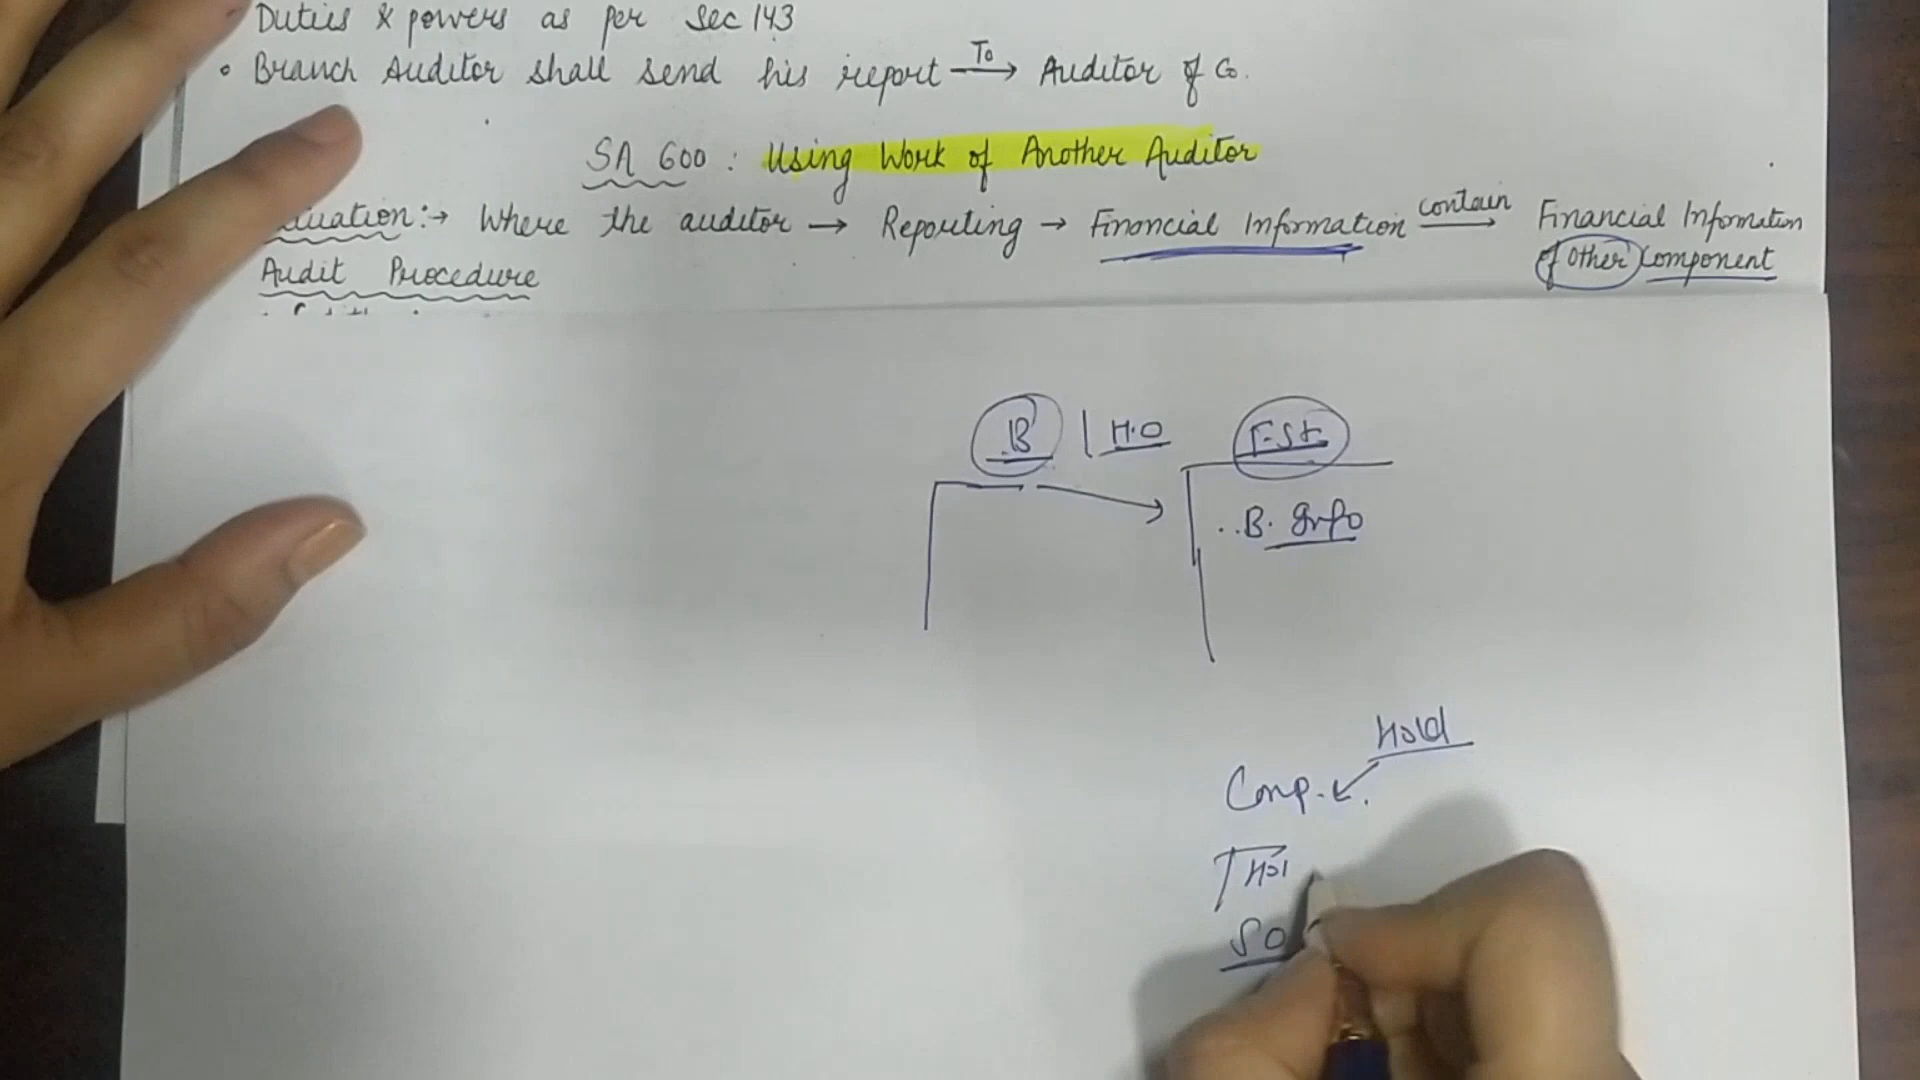 Duties & powers as per Sec 143
• Branch Auditor shall send his report To → Auditor of Co.
SA 600 : Using Work of Another Auditor
:→ Where the auditor → Reporting → Financial Information contain → Financial Information
of Other Component
Audit Procedure
B | H.O F.St.
..B. Info
Hold
Comp.
Hol